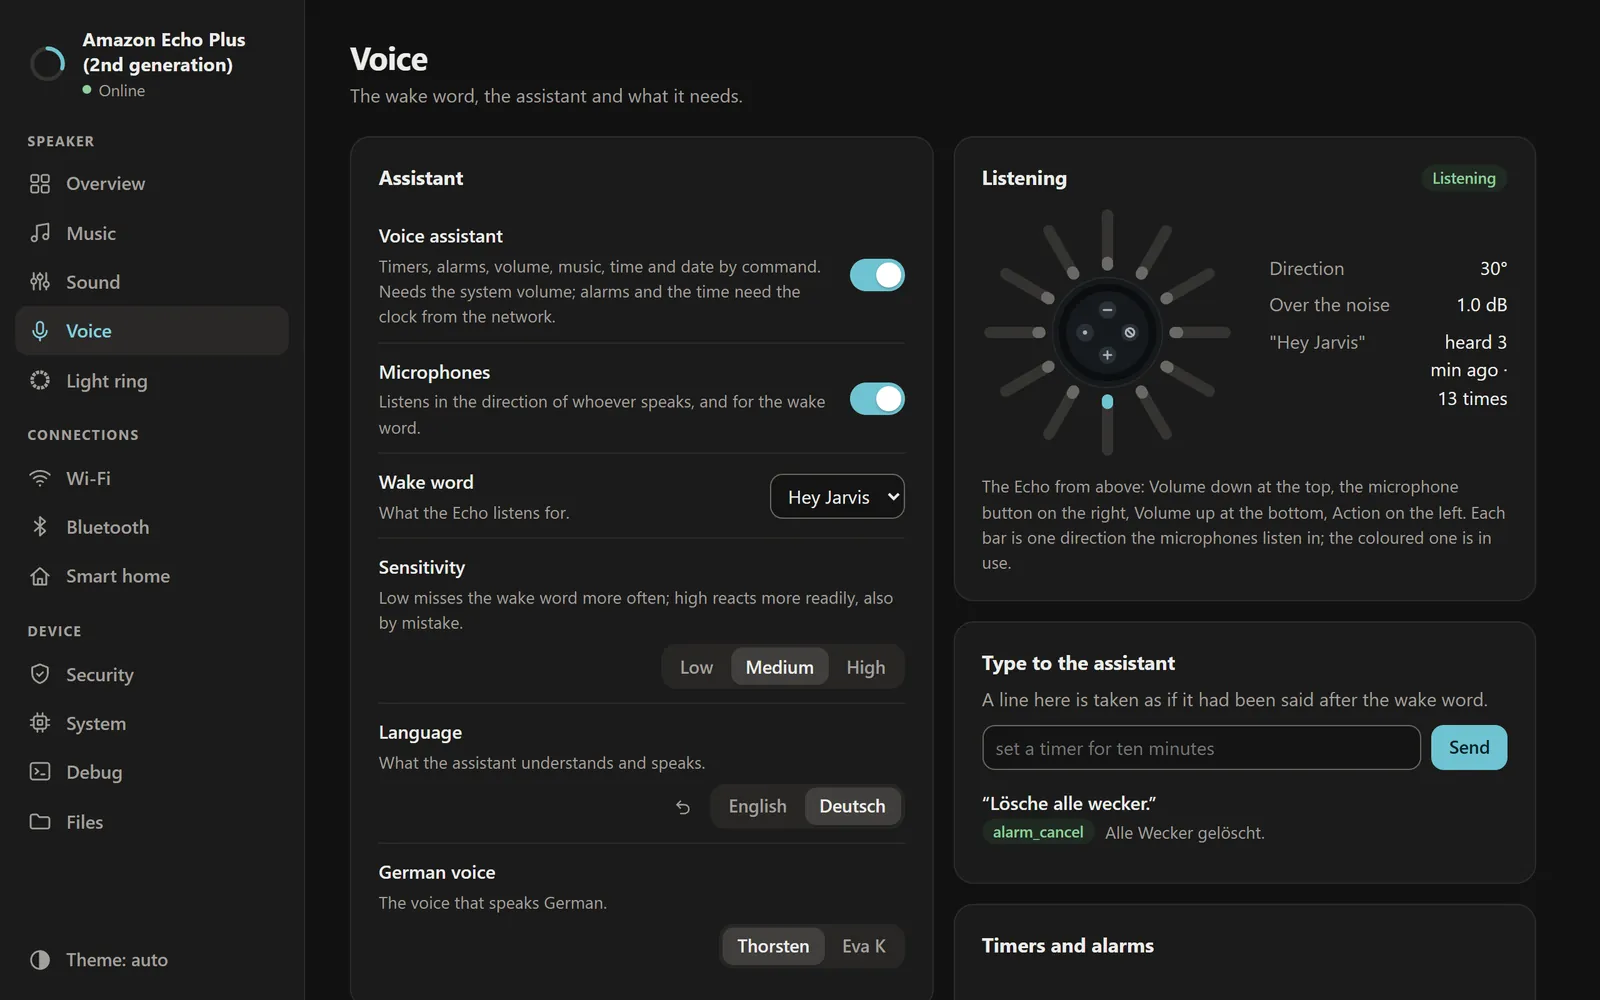 Amazon Echo Plus
(2nd generation)
Online
SPEAKER
Overview
Music
Sound
Voice
Light ring
CONNECTIONS
Wi-Fi
Bluetooth
Smart home
DEVICE
Security
System
Debug
Files
Theme: auto
Voice
The wake word, the assistant and what it needs.
Assistant
Voice assistant
Timers, alarms, volume, music, time and date by command.
Needs the system volume; alarms and the time need the
clock from the network.
Microphones
Listens in the direction of whoever speaks, and for the wake
word.
Wake word
What the Echo listens for.
Hey Jarvis
Sensitivity
Low misses the wake word more often; high reacts more readily, also
by mistake.
Low Medium High
Language
What the assistant understands and speaks.
English Deutsch
German voice
The voice that speaks German.
Thorsten Eva K
Listening
Listening
Direction 30°
Over the noise 1.0 dB
"Hey Jarvis" heard 3
min ago ·
13 times
The Echo from above: Volume down at the top, the microphone
button on the right, Volume up at the bottom, Action on the left. Each
bar is one direction the microphones listen in; the coloured one is in
use.
Type to the assistant
A line here is taken as if it had been said after the wake word.
set a timer for ten minutes
Send
“Lösche alle wecker.”
alarm_cancel Alle Wecker gelöscht.
Timers and alarms